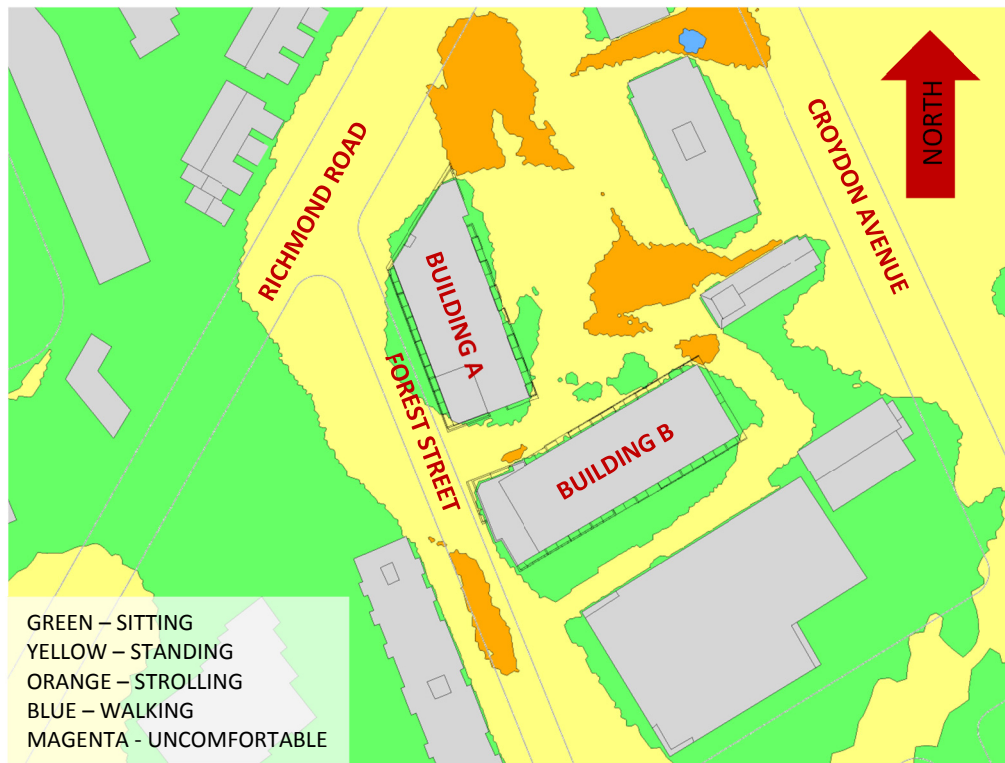 NORTH
RICHMOND ROAD
CROYDON AVENUE
BUILDING A
FOREST STREET
BUILDING B
GREEN – SITTING
YELLOW – STANDING
ORANGE – STROLLING
BLUE – WALKING
MAGENTA - UNCOMFORTABLE